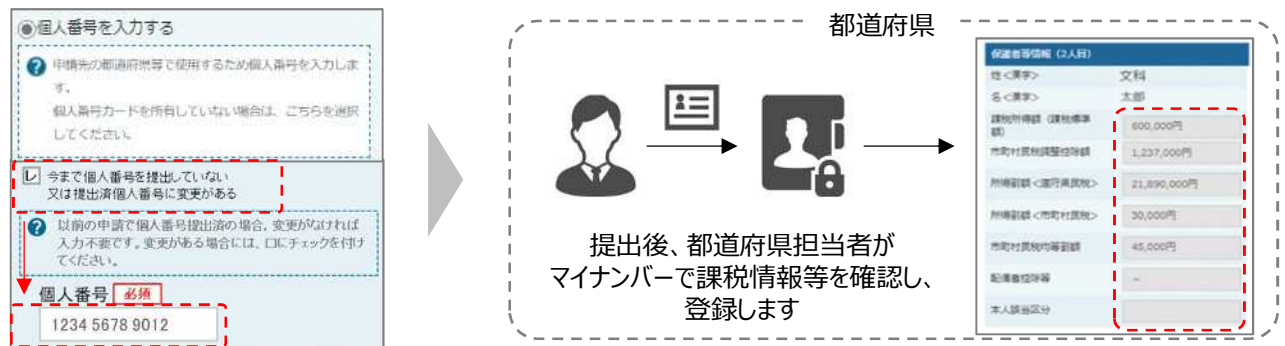 個人番号を入力する
申請先の都道府県等で使用するため個人番号を入力しま
す。
個人番号カードを所有していない場合は、こちらを選択
してください。
今まで個人番号を提出していない
又は提出済個人番号に変更がある
以前の申請で個人番号提出済の場合，変更がなければ
入力不要です。変更がある場合には、口にチェックを付け
てください。
個人番号 必須
1234 5678 9012
都道府県
提出後、都道府県担当者が
マイナンバーで課税情報等を確認し、
登録します
保護者等情報（2人目）
姓<漢字> 文科
名<漢字> 太郎
課税所得額（課税標準
額） 600,000円
市町村民税調整控除額 1,237,000円
所得割額<道府県民税> 21,890,000円
所得割額<市町村民税> 30,000円
市町村民税均等割額 45,000円
配偶者控除等 －
本人該当区分